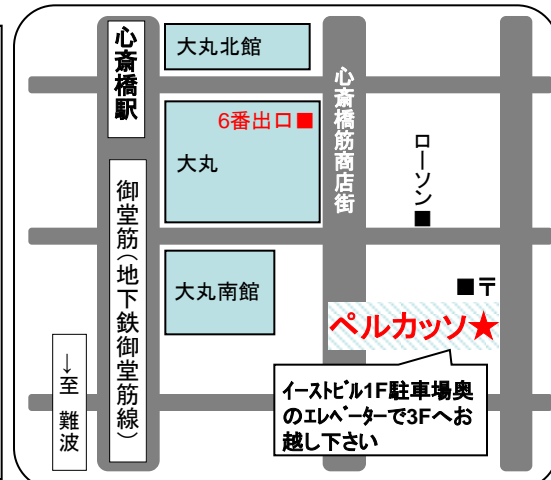 心斎橋駅
大丸北館
心斎橋筋商店街
6番出口■
大丸
ローソン■
御堂筋(地下鉄御堂筋線)
大丸南館
■〒
ペルカッソ★
↓至 難波
イーストビル1F駐車場奥
のエレベーターで3Fへお
越し下さい